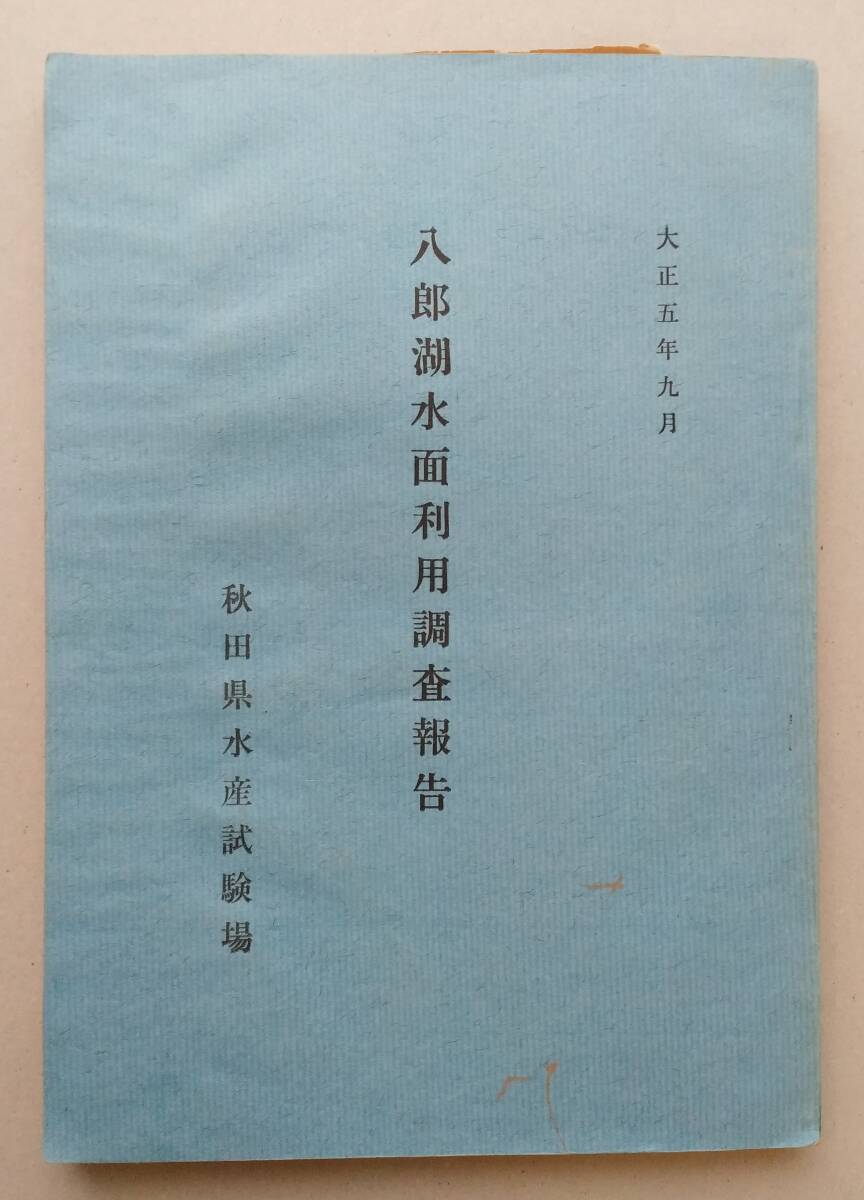 大正五年九月
八郎湖水面利用調査報告
秋田県水産試験場